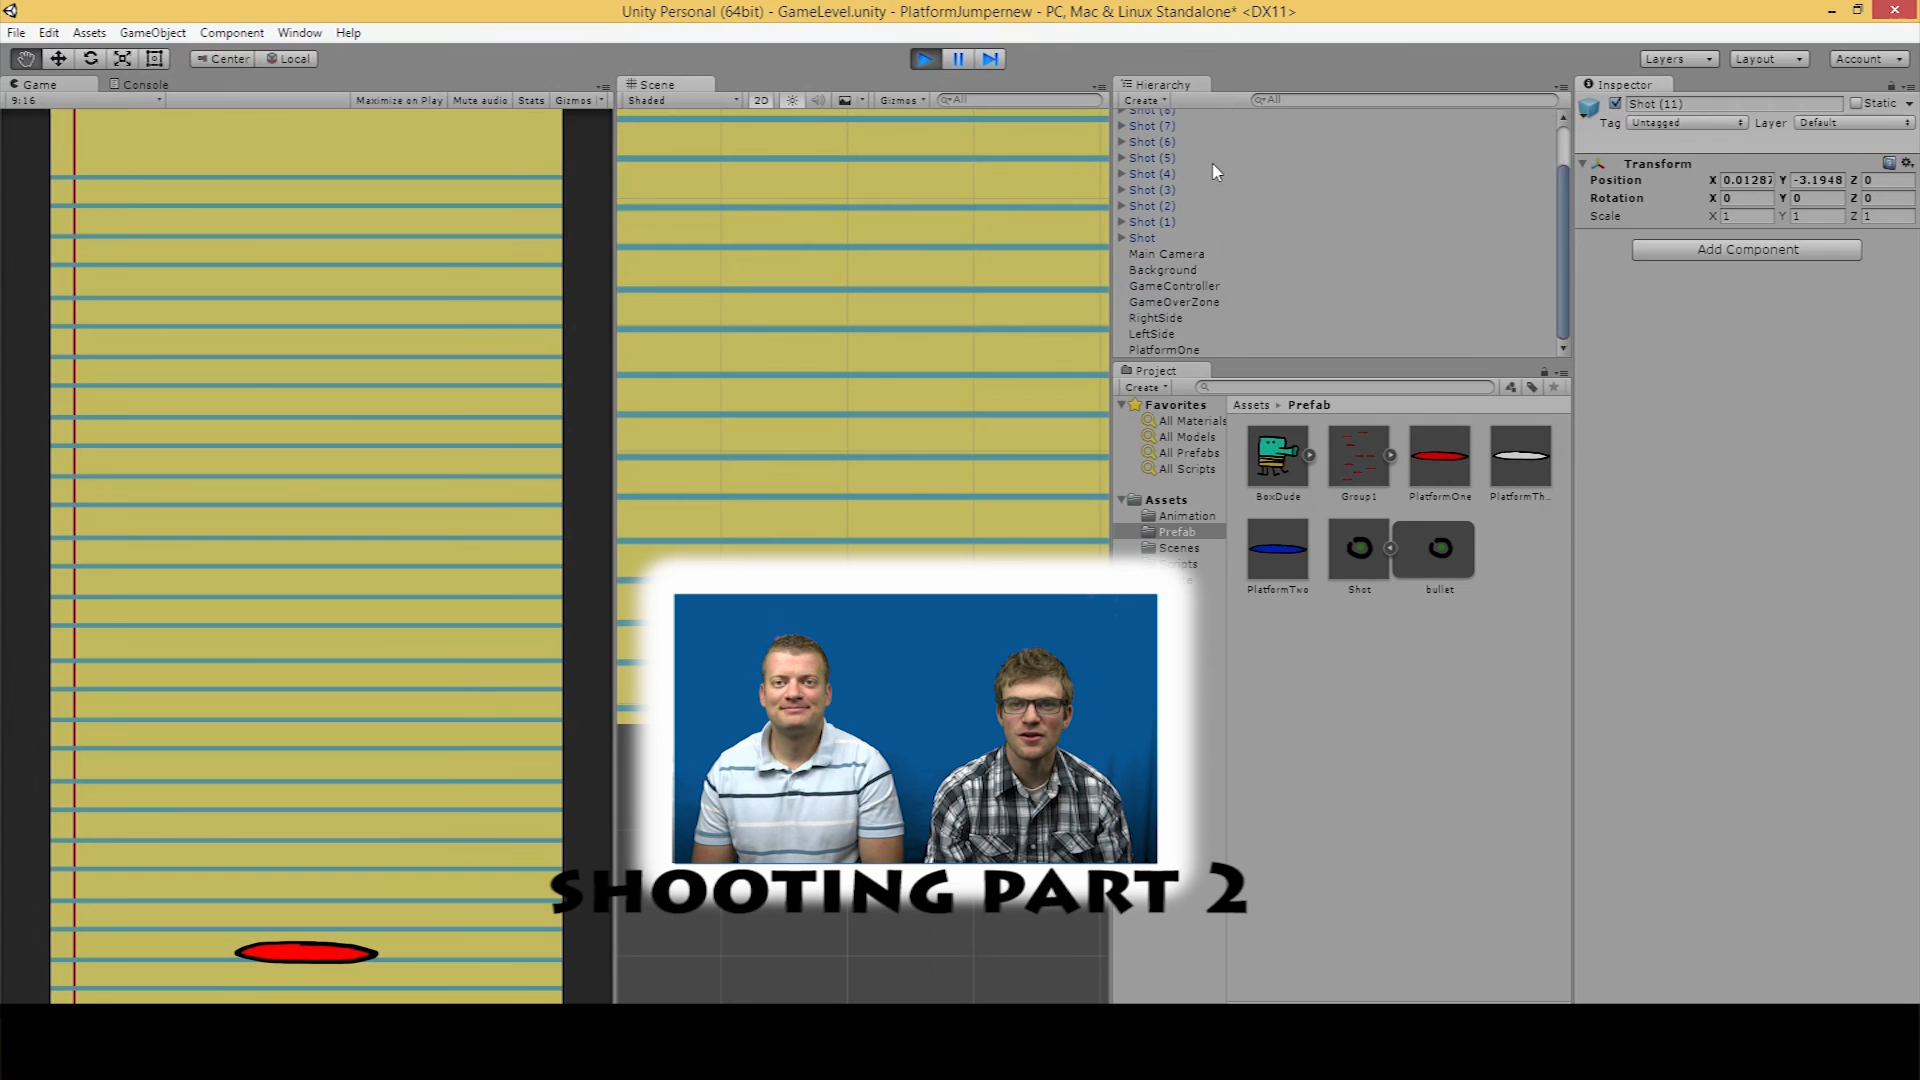 Unity Personal (64bit) - GameLevel.unity - PlatformJumpernew - PC, Mac & Linux Standalone* <DX11>
File Edit Assets GameObject Component Window Help
Center Local
Layers Layout Account
Game Console
Scene
Hierarchy
Inspector
9:16 Maximize on Play Mute audio Stats Gizmos
Shaded 2D Gizmos All
Create All
Shot (11) Static
Tag Untagged Layer Default
Shot (8)
Shot (7)
Shot (6)
Shot (5)
Shot (4)
Shot (3)
Shot (2)
Shot (1)
Shot
Main Camera
Background
GameController
GameOverZone
RightSide
LeftSide
PlatformOne
Transform
Position X 0.01287 Y -3.1948 Z 0
Rotation X 0 Y 0 Z 0
Scale X 1 Y 1 Z 1
Add Component
Project
Create
Favorites
All Materials
All Models
All Prefabs
All Scripts
Assets
Animation
Prefab
Scenes
Assets Prefab
BoxDude Group1 PlatformOne PlatformTh...
PlatformTwo Shot bullet
SHOOTING PART 2